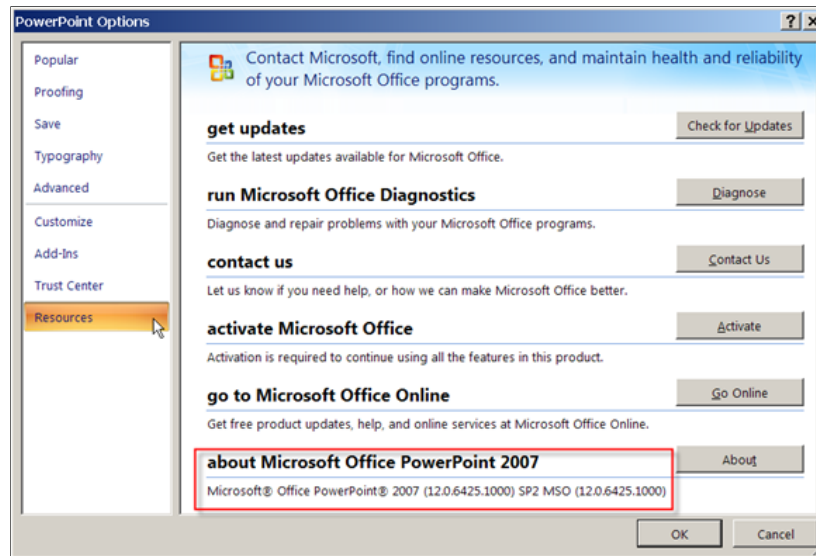 PowerPoint Options
Popular
Proofing
Save
Typography
Advanced
Customize
Add-Ins
Trust Center
Resources
Contact Microsoft, find online resources, and maintain health and reliability
of your Microsoft Office programs.
get updates
Check for Updates
Get the latest updates available for Microsoft Office.
run Microsoft Office Diagnostics
Diagnose
Diagnose and repair problems with your Microsoft Office programs.
contact us
Contact Us
Let us know if you need help, or how we can make Microsoft Office better.
activate Microsoft Office
Activate
Activation is required to continue using all the features in this product.
go to Microsoft Office Online
Go Online
Get free product updates, help, and online services at Microsoft Office Online.
about Microsoft Office PowerPoint 2007
About
Microsoft® Office PowerPoint® 2007 (12.0.6425.1000) SP2 MSO (12.0.6425.1000)
OK
Cancel